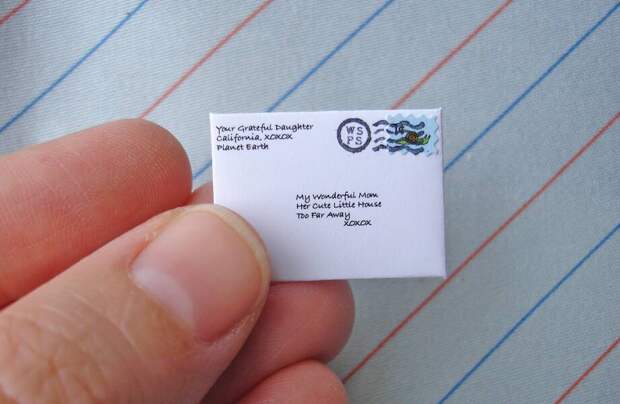 Your Grateful Daughter
California, XOXOX
Planet Earth
WS
PS
My Wonderful Mom
Her Cute Little House
Too Far Away
XOXOX